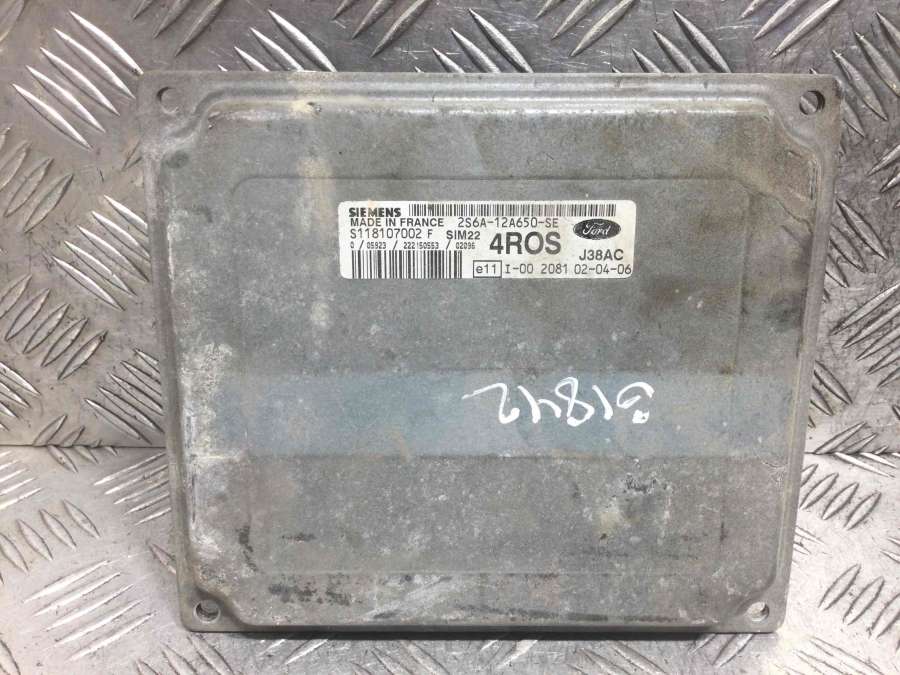 SIEMENS
MADE IN FRANCE 2S6A-12A650-SE
S118107002 F SIM22 4ROS Ford
0 / 05923 / 222150553 / 02096 J38AC
e11 I-00 2081 02-04-06